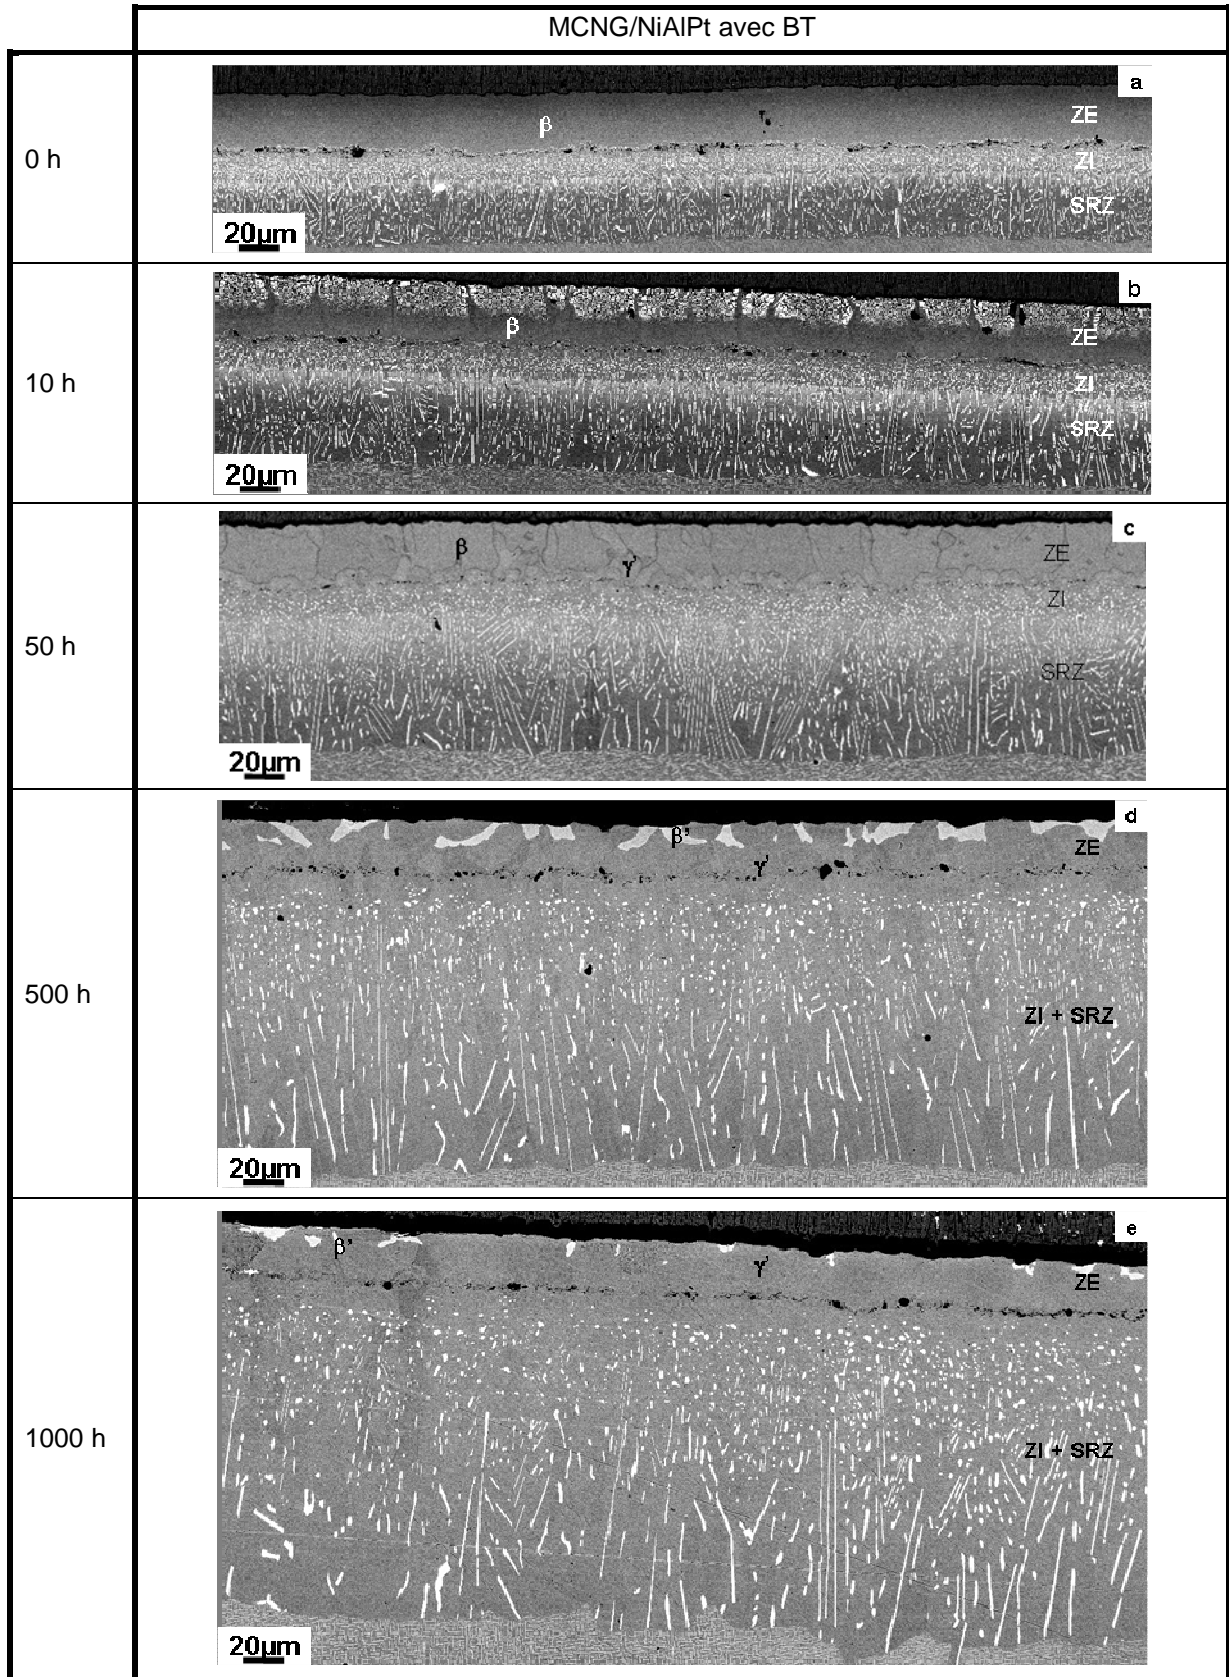 MCNG/NiAlPt avec BT
0 h
a
β
ZE
ZI
SRZ
20µm
10 h
b
β
ZE
ZI
SRZ
20µm
50 h
c
β
γ'
ZE
ZI
SRZ
20µm
500 h
d
β'
γ'
ZE
ZI + SRZ
20µm
1000 h
e
β'
γ'
ZE
ZI + SRZ
20µm